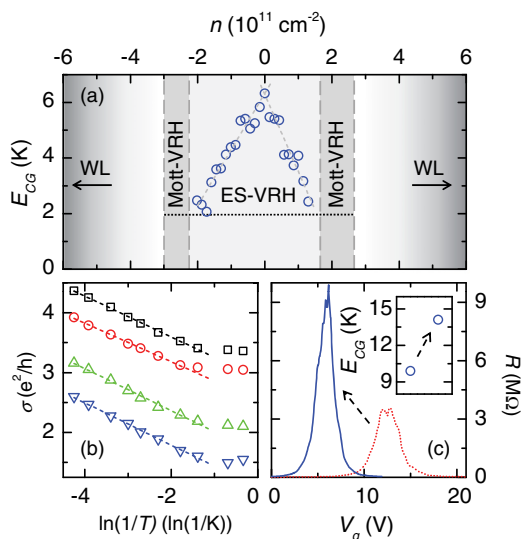 n (10^11 cm^-2)
-6 -4 -2 0 2 4 6
(a)
6
4
2
0
E_CG (K)
WL
Mott-VRH
ES-VRH
Mott-VRH
WL
(b)
4
3
2
σ (e^2/h)
-4 -2 0
ln(1/T) (ln(1/K))
E_CG (K)
15
12
9
(c)
9
6
3
0
R (MΩ)
0 10 20
V_g (V)